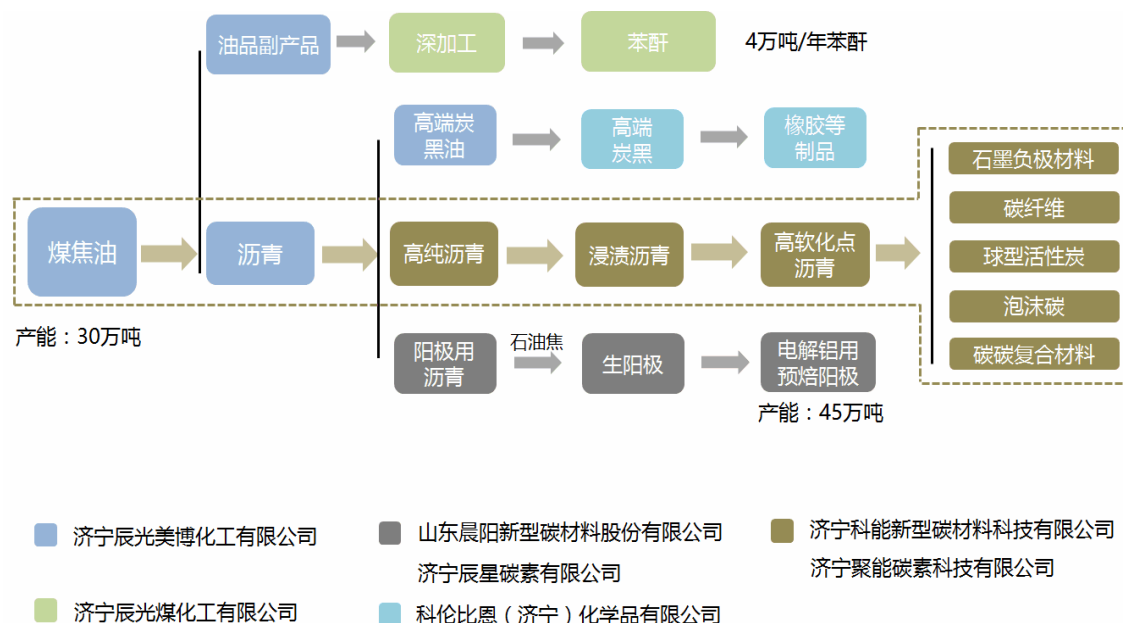 油品副产品
深加工
苯酐
4万吨/年苯酐
高端炭
黑油
高端
炭黑
橡胶等
制品
煤焦油
沥青
高纯沥青
浸渍沥青
高软化点
沥青
石墨负极材料
碳纤维
球型活性炭
泡沫碳
碳碳复合材料
产能：30万吨
阳极用
沥青
石油焦
生阳极
电解铝用
预焙阳极
产能：45万吨
济宁辰光美博化工有限公司
山东晨阳新型碳材料股份有限公司
济宁辰星碳素有限公司
济宁科能新型碳材料科技有限公司
济宁聚能碳素科技有限公司
济宁辰光煤化工有限公司
科伦比恩（济宁）化学品有限公司